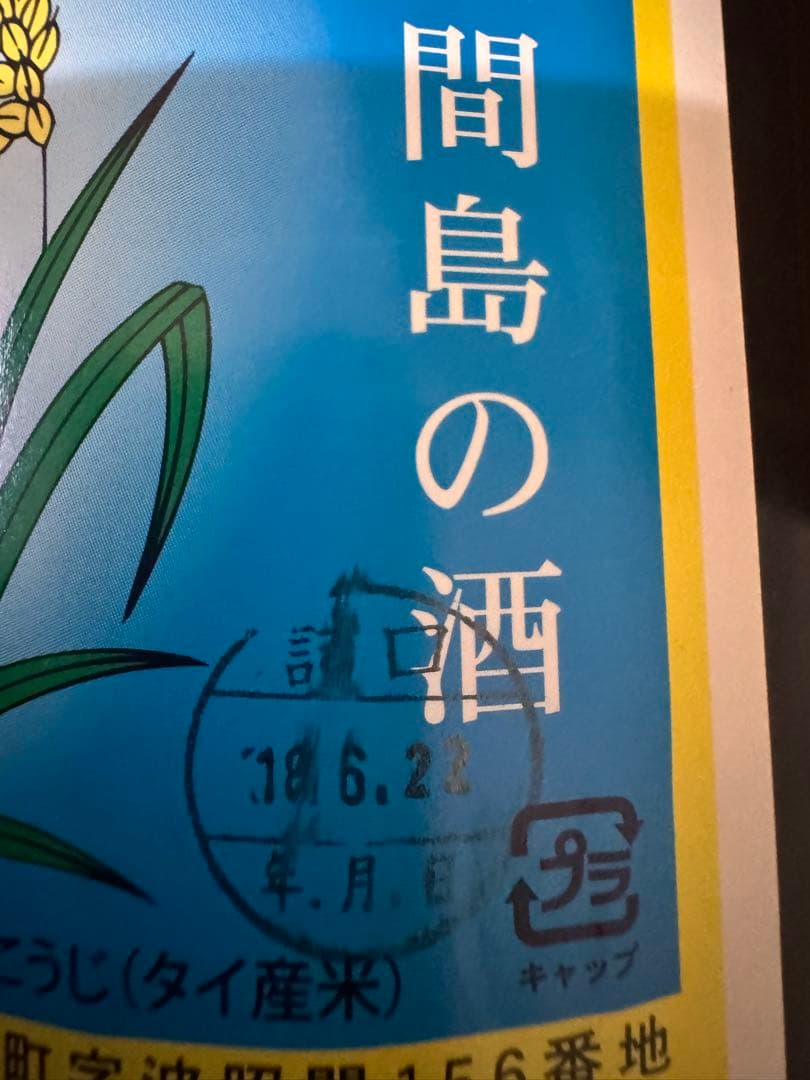 間島の酒
詰 口
18 6.22
年.月.日
プラ
キャップ
こうじ(タイ産米)
町字波照間156番地